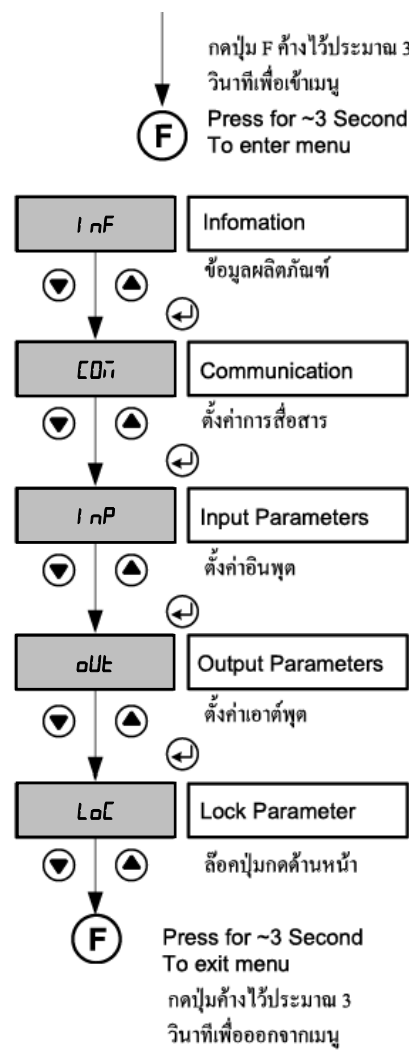 กดปุ่ม F ค้างไว้ประมาณ 3
วินาทีเพื่อเข้าเมนู
F
Press for ~3 Second
To enter menu
InF
Infomation
ข้อมูลผลิตภัณฑ์
COm
Communication
ตั้งค่าการสื่อสาร
InP
Input Parameters
ตั้งค่าอินพุต
oUt
Output Parameters
ตั้งค่าเอาต์พุต
LoC
Lock Parameter
ล๊อคปุ่มกดด้านหน้า
F
Press for ~3 Second
To exit menu
กดปุ่มค้างไว้ประมาณ 3
วินาทีเพื่อออกจากเมนู